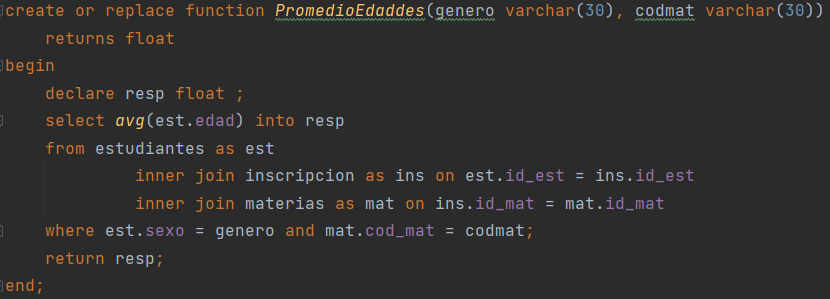 create or replace function PromedioEdaddes(genero varchar(30), codmat varchar(30))
returns float
begin
declare resp float ;
select avg(est.edad) into resp
from estudiantes as est
inner join inscripcion as ins on est.id_est = ins.id_est
inner join materias as mat on ins.id_mat = mat.id_mat
where est.sexo = genero and mat.cod_mat = codmat;
return resp;
end;